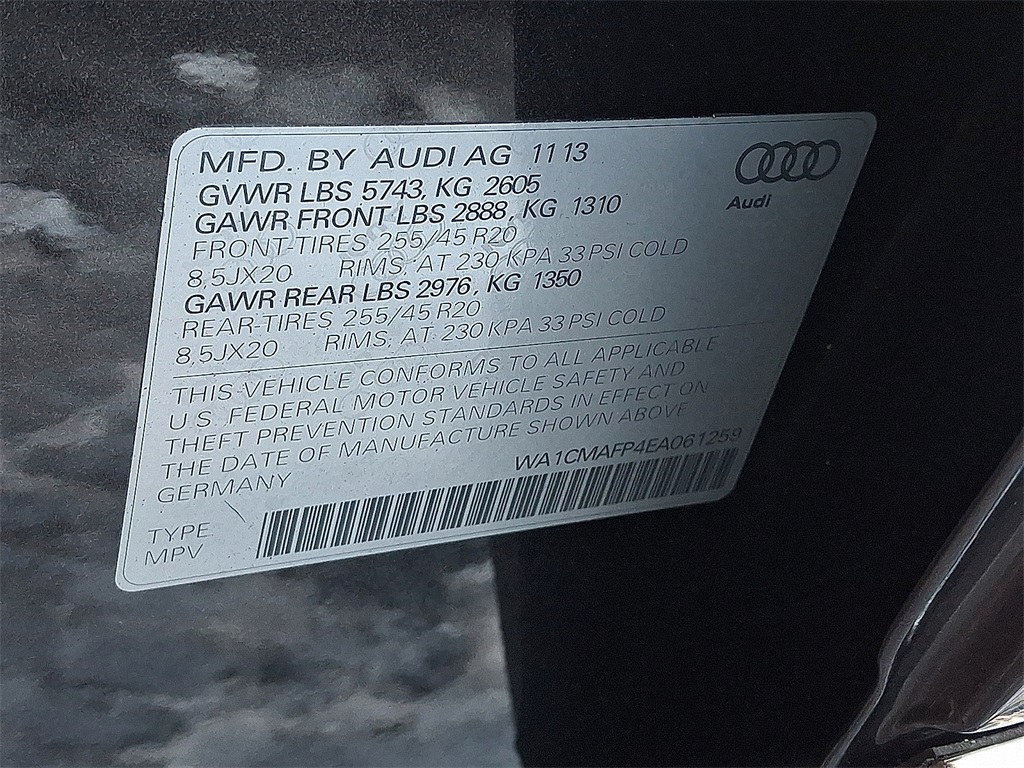 MFD. BY AUDI AG 11 13
GVWR LBS 5743, KG 2605
GAWR FRONT LBS 2888, KG 1310
FRONT-TIRES 255/45 R20
8,5JX20 RIMS, AT 230 KPA 33 PSI COLD
GAWR REAR LBS 2976, KG 1350
REAR-TIRES 255/45 R20
8,5JX20 RIMS, AT 230 KPA 33 PSI COLD
Audi
THIS VEHICLE CONFORMS TO ALL APPLICABLE
U.S. FEDERAL MOTOR VEHICLE SAFETY AND
THEFT PREVENTION STANDARDS IN EFFECT ON
THE DATE OF MANUFACTURE SHOWN ABOVE
GERMANY
WA1CMAFP4EA061259
TYPE
MPV